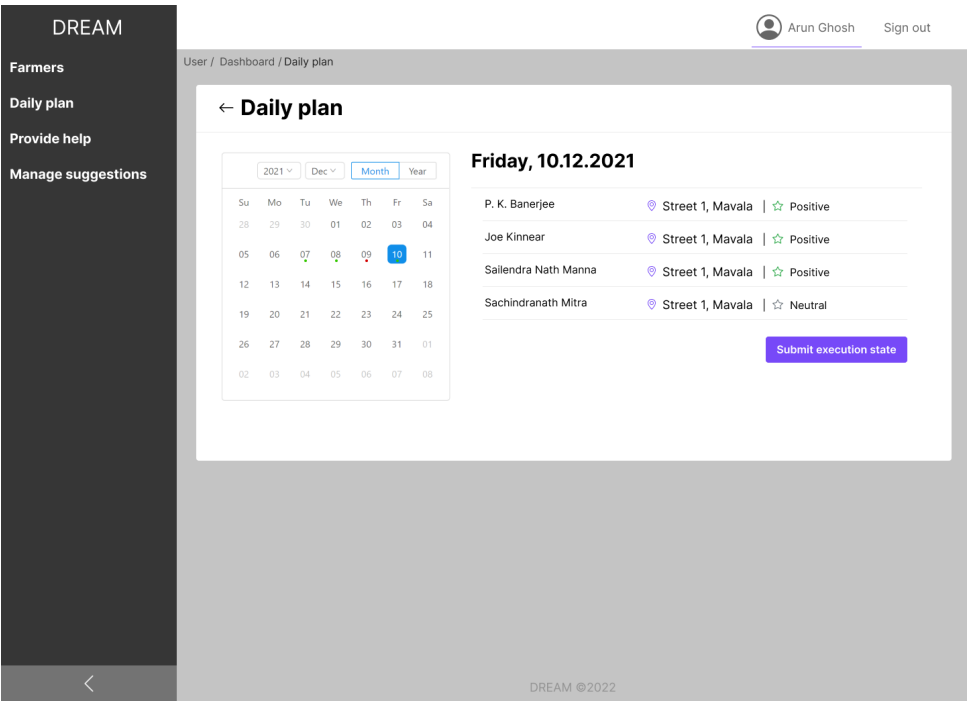 DREAM
Arun Ghosh Sign out
Farmers
Daily plan
Provide help
Manage suggestions
User / Dashboard / Daily plan
← Daily plan
2021 Dec Month Year
Su Mo Tu We Th Fr Sa
28 29 30 01 02 03 04
05 06 07 08 09 10 11
12 13 14 15 16 17 18
19 20 21 22 23 24 25
26 27 28 29 30 31 01
02 03 04 05 06 07 08
Friday, 10.12.2021
P. K. Banerjee Street 1, Mavala | Positive
Joe Kinnear Street 1, Mavala | Positive
Sailendra Nath Manna Street 1, Mavala | Positive
Sachindranath Mitra Street 1, Mavala | Neutral
Submit execution state
DREAM ©2022